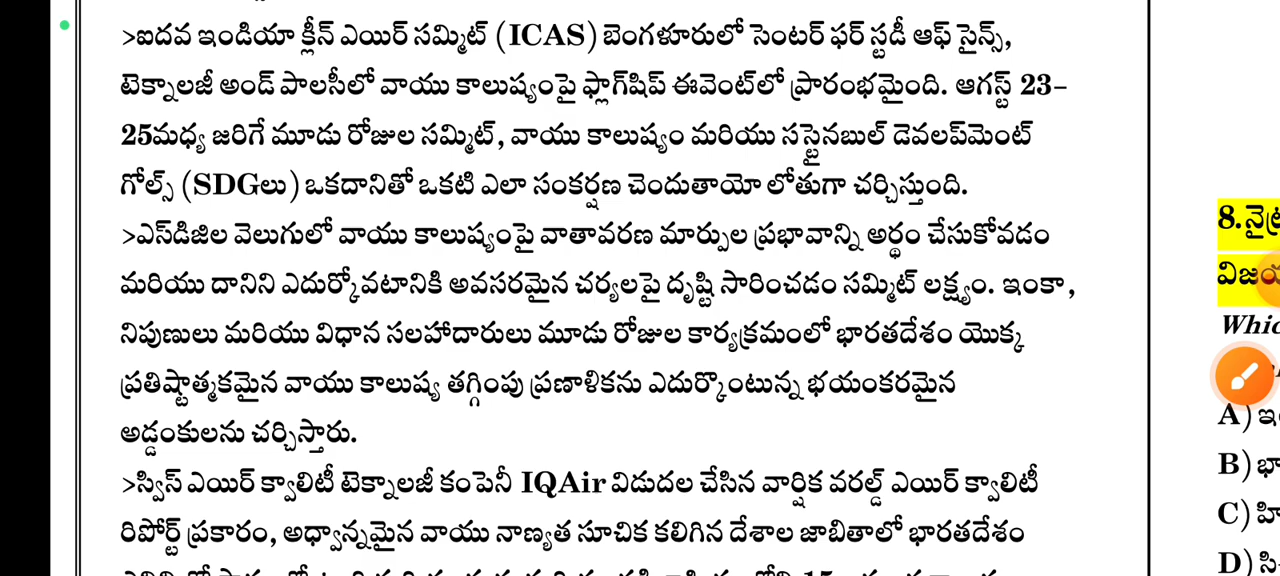 >ఐదవ ఇండియా క్లీన్ ఎయిర్ సమ్మిట్ (ICAS) బెంగళూరులో సెంటర్ ఫర్ స్టడీ ఆఫ్ సైన్స్,
టెక్నాలజీ అండ్ పాలసీలో వాయు కాలుష్యంపై ఫ్లాగ్‌షిప్ ఈవెంట్‌లో ప్రారంభమైంది. ఆగస్ట్ 23-
25మధ్య జరిగే మూడు రోజుల సమ్మిట్, వాయు కాలుష్యం మరియు సస్టైనబుల్ డెవలప్‌మెంట్
గోల్స్ (SDGలు) ఒకదానితో ఒకటి ఎలా సంకర్షణ చెందుతాయో లోతుగా చర్చిస్తుంది.
>ఎస్‌డిజిల వెలుగులో వాయు కాలుష్యంపై వాతావరణ మార్పుల ప్రభావాన్ని అర్థం చేసుకోవడం
మరియు దానిని ఎదుర్కోవటానికి అవసరమైన చర్యలపై దృష్టి సారించడం సమ్మిట్ లక్ష్యం. ఇంకా,
నిపుణులు మరియు విధాన సలహాదారులు మూడు రోజుల కార్యక్రమంలో భారతదేశం యొక్క
ప్రతిష్టాత్మకమైన వాయు కాలుష్య తగ్గింపు ప్రణాళికను ఎదుర్కొంటున్న భయంకరమైన
అడ్డంకులను చర్చిస్తారు.
>స్విస్ ఎయిర్ క్వాలిటీ టెక్నాలజీ కంపెనీ IQAir విడుదల చేసిన వార్షిక వరల్డ్ ఎయిర్ క్వాలిటీ
రిపోర్ట్ ప్రకారం, అధ్వాన్నమైన వాయు నాణ్యత సూచిక కలిగిన దేశాల జాబితాలో భారతదేశం
8.
A)
B)
C)
D)